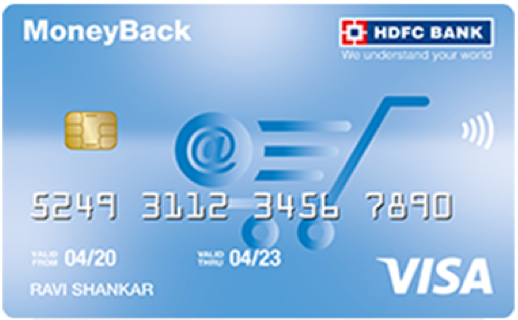 MoneyBack
HDFC BANK
We understand your world
@
5249 3112 3456 7890
VALID FROM 04/20 VALID THRU 04/23
RAVI SHANKAR
VISA